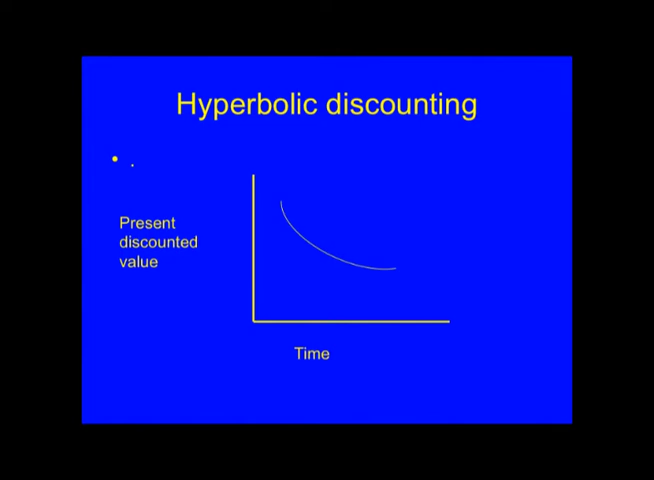 Hyperbolic discounting
• .
Present
discounted
value
Time